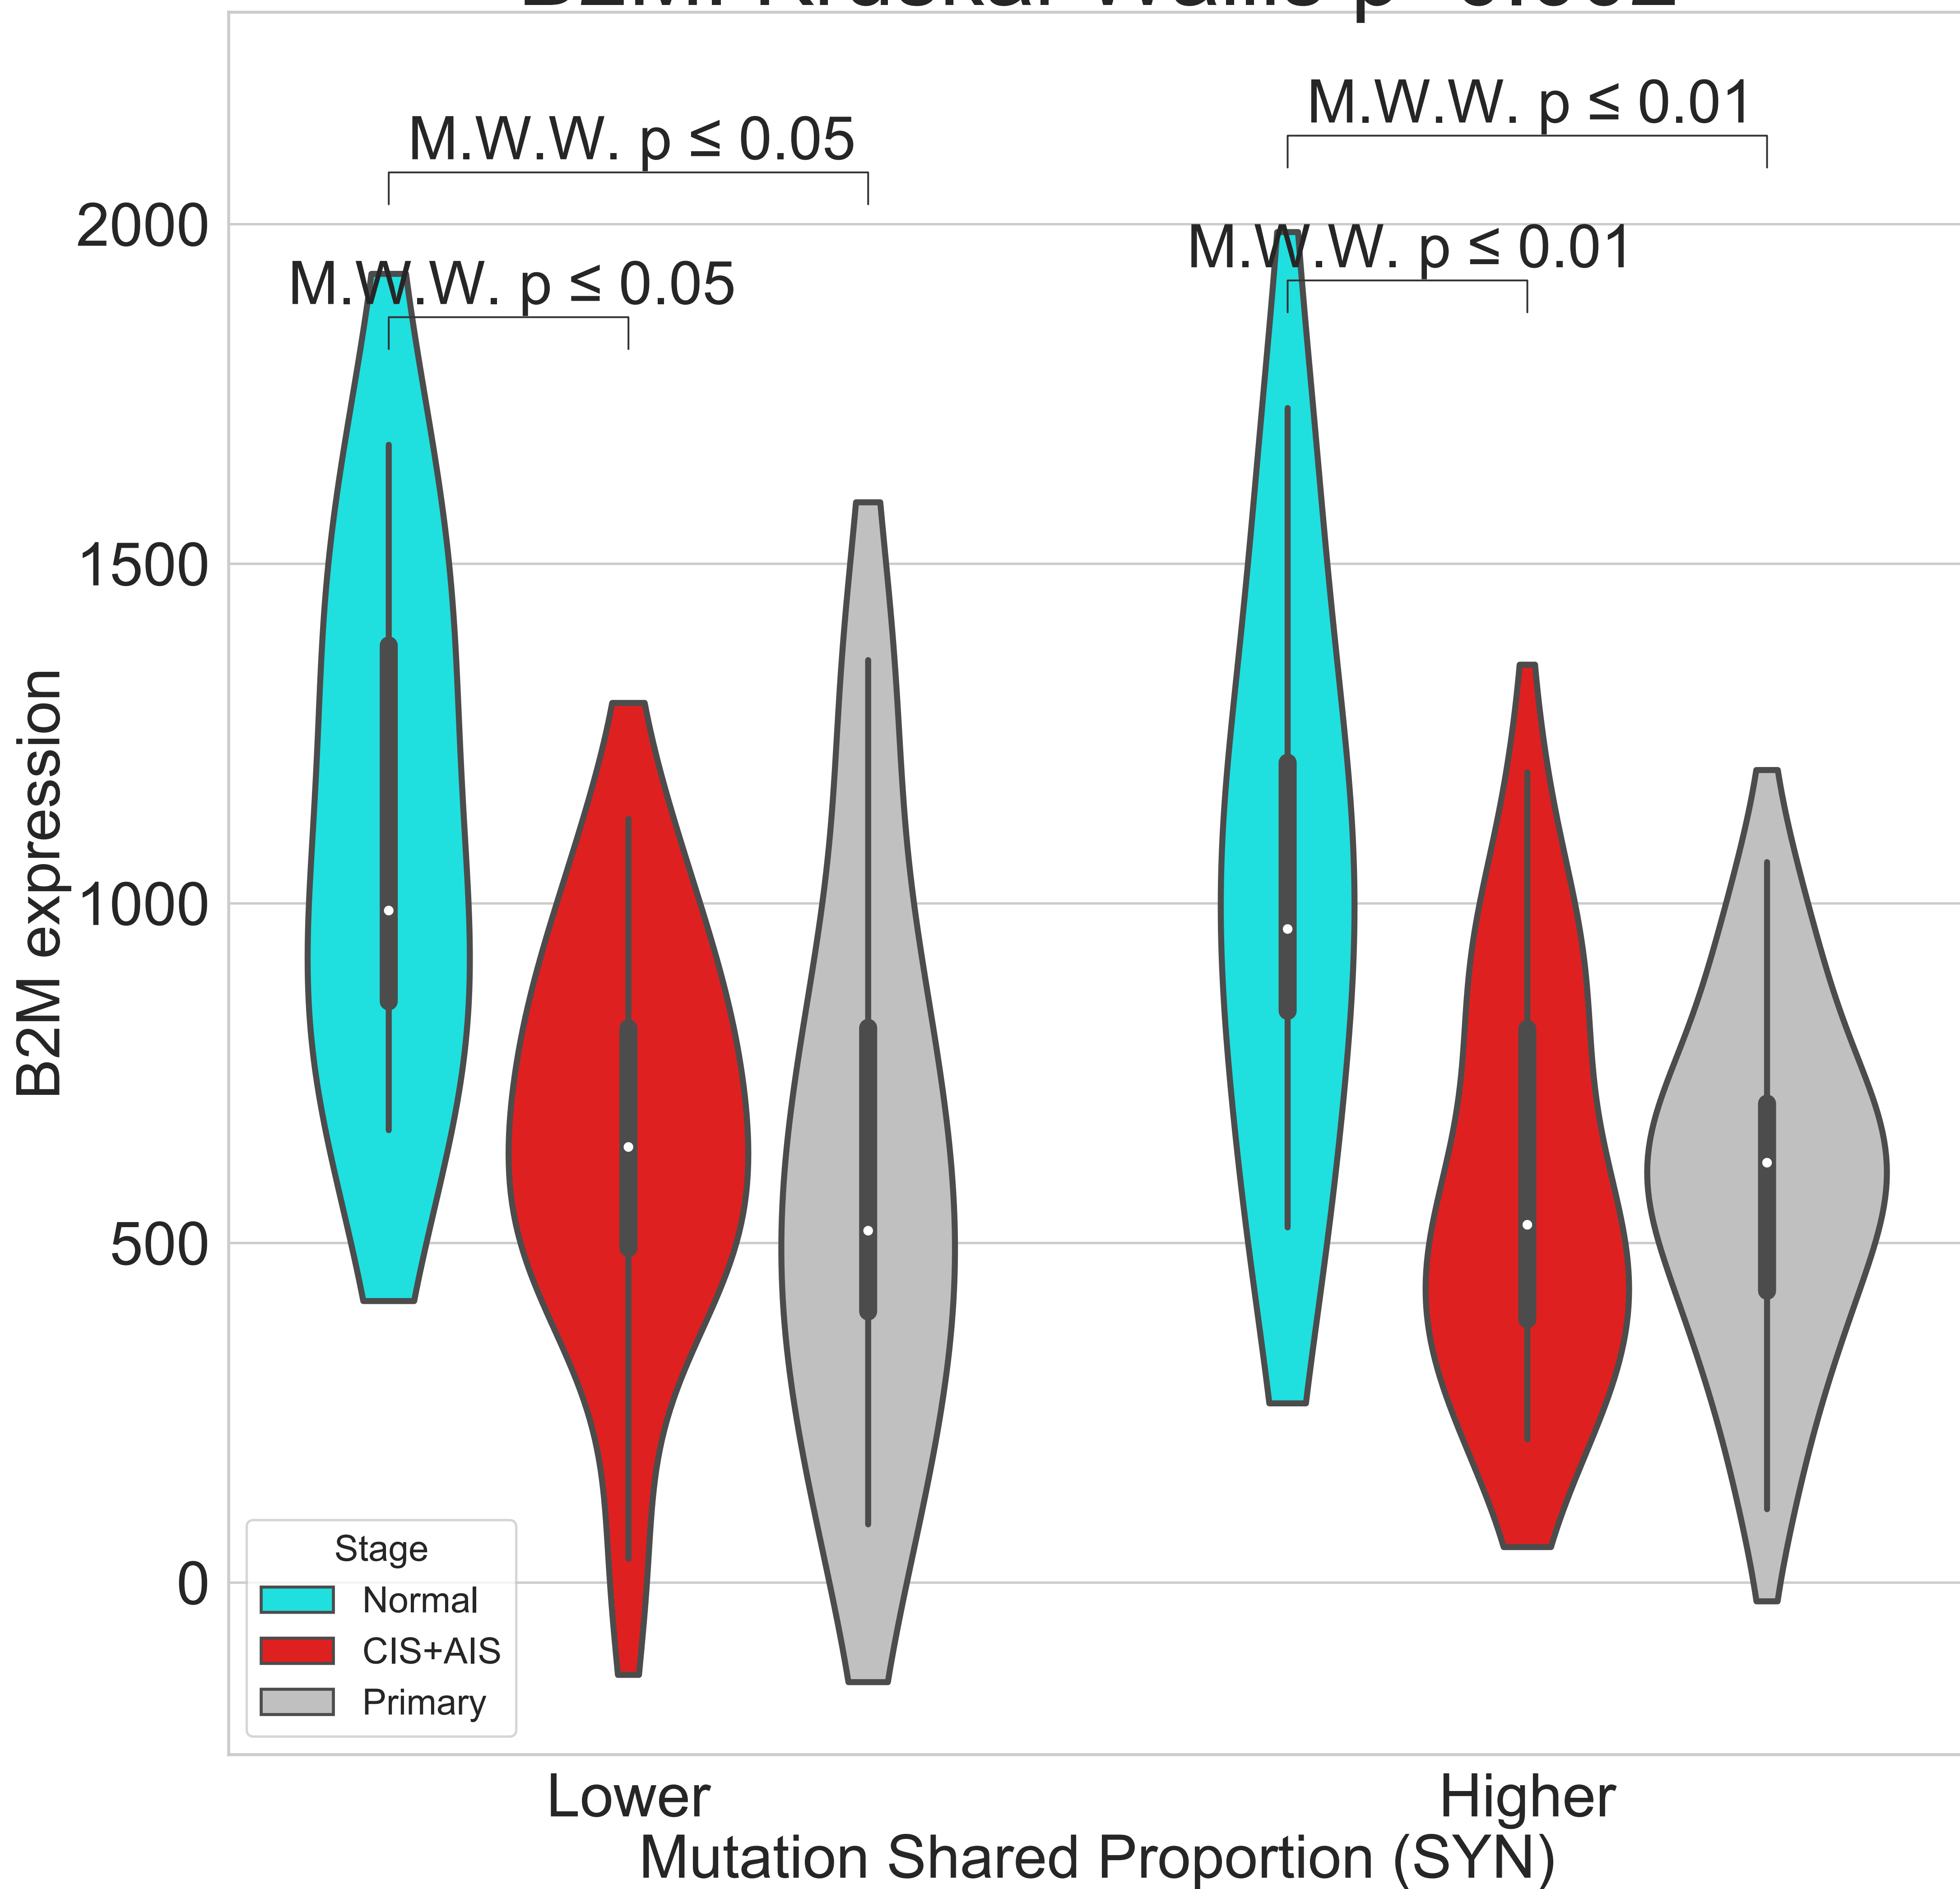 M.W.W. p ≤ 0.01
M.W.W. p ≤ 0.05
2000
M.W.W. p ≤ 0.01
M.W.W. p ≤ 0.05
1500
1000
500
0
B2M expression
Stage
Normal
CIS+AIS
Primary
Lower
Higher
Mutation Shared Proportion (SYN)